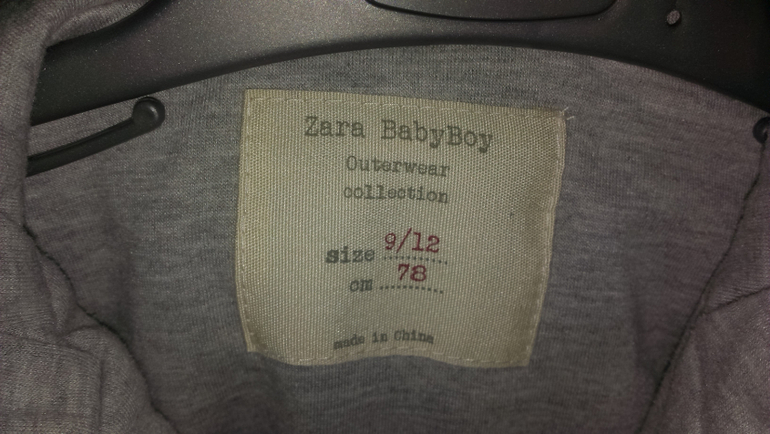 Zara BabyBoy
Outerwear
collection
size 9/12
cm 78
made in China